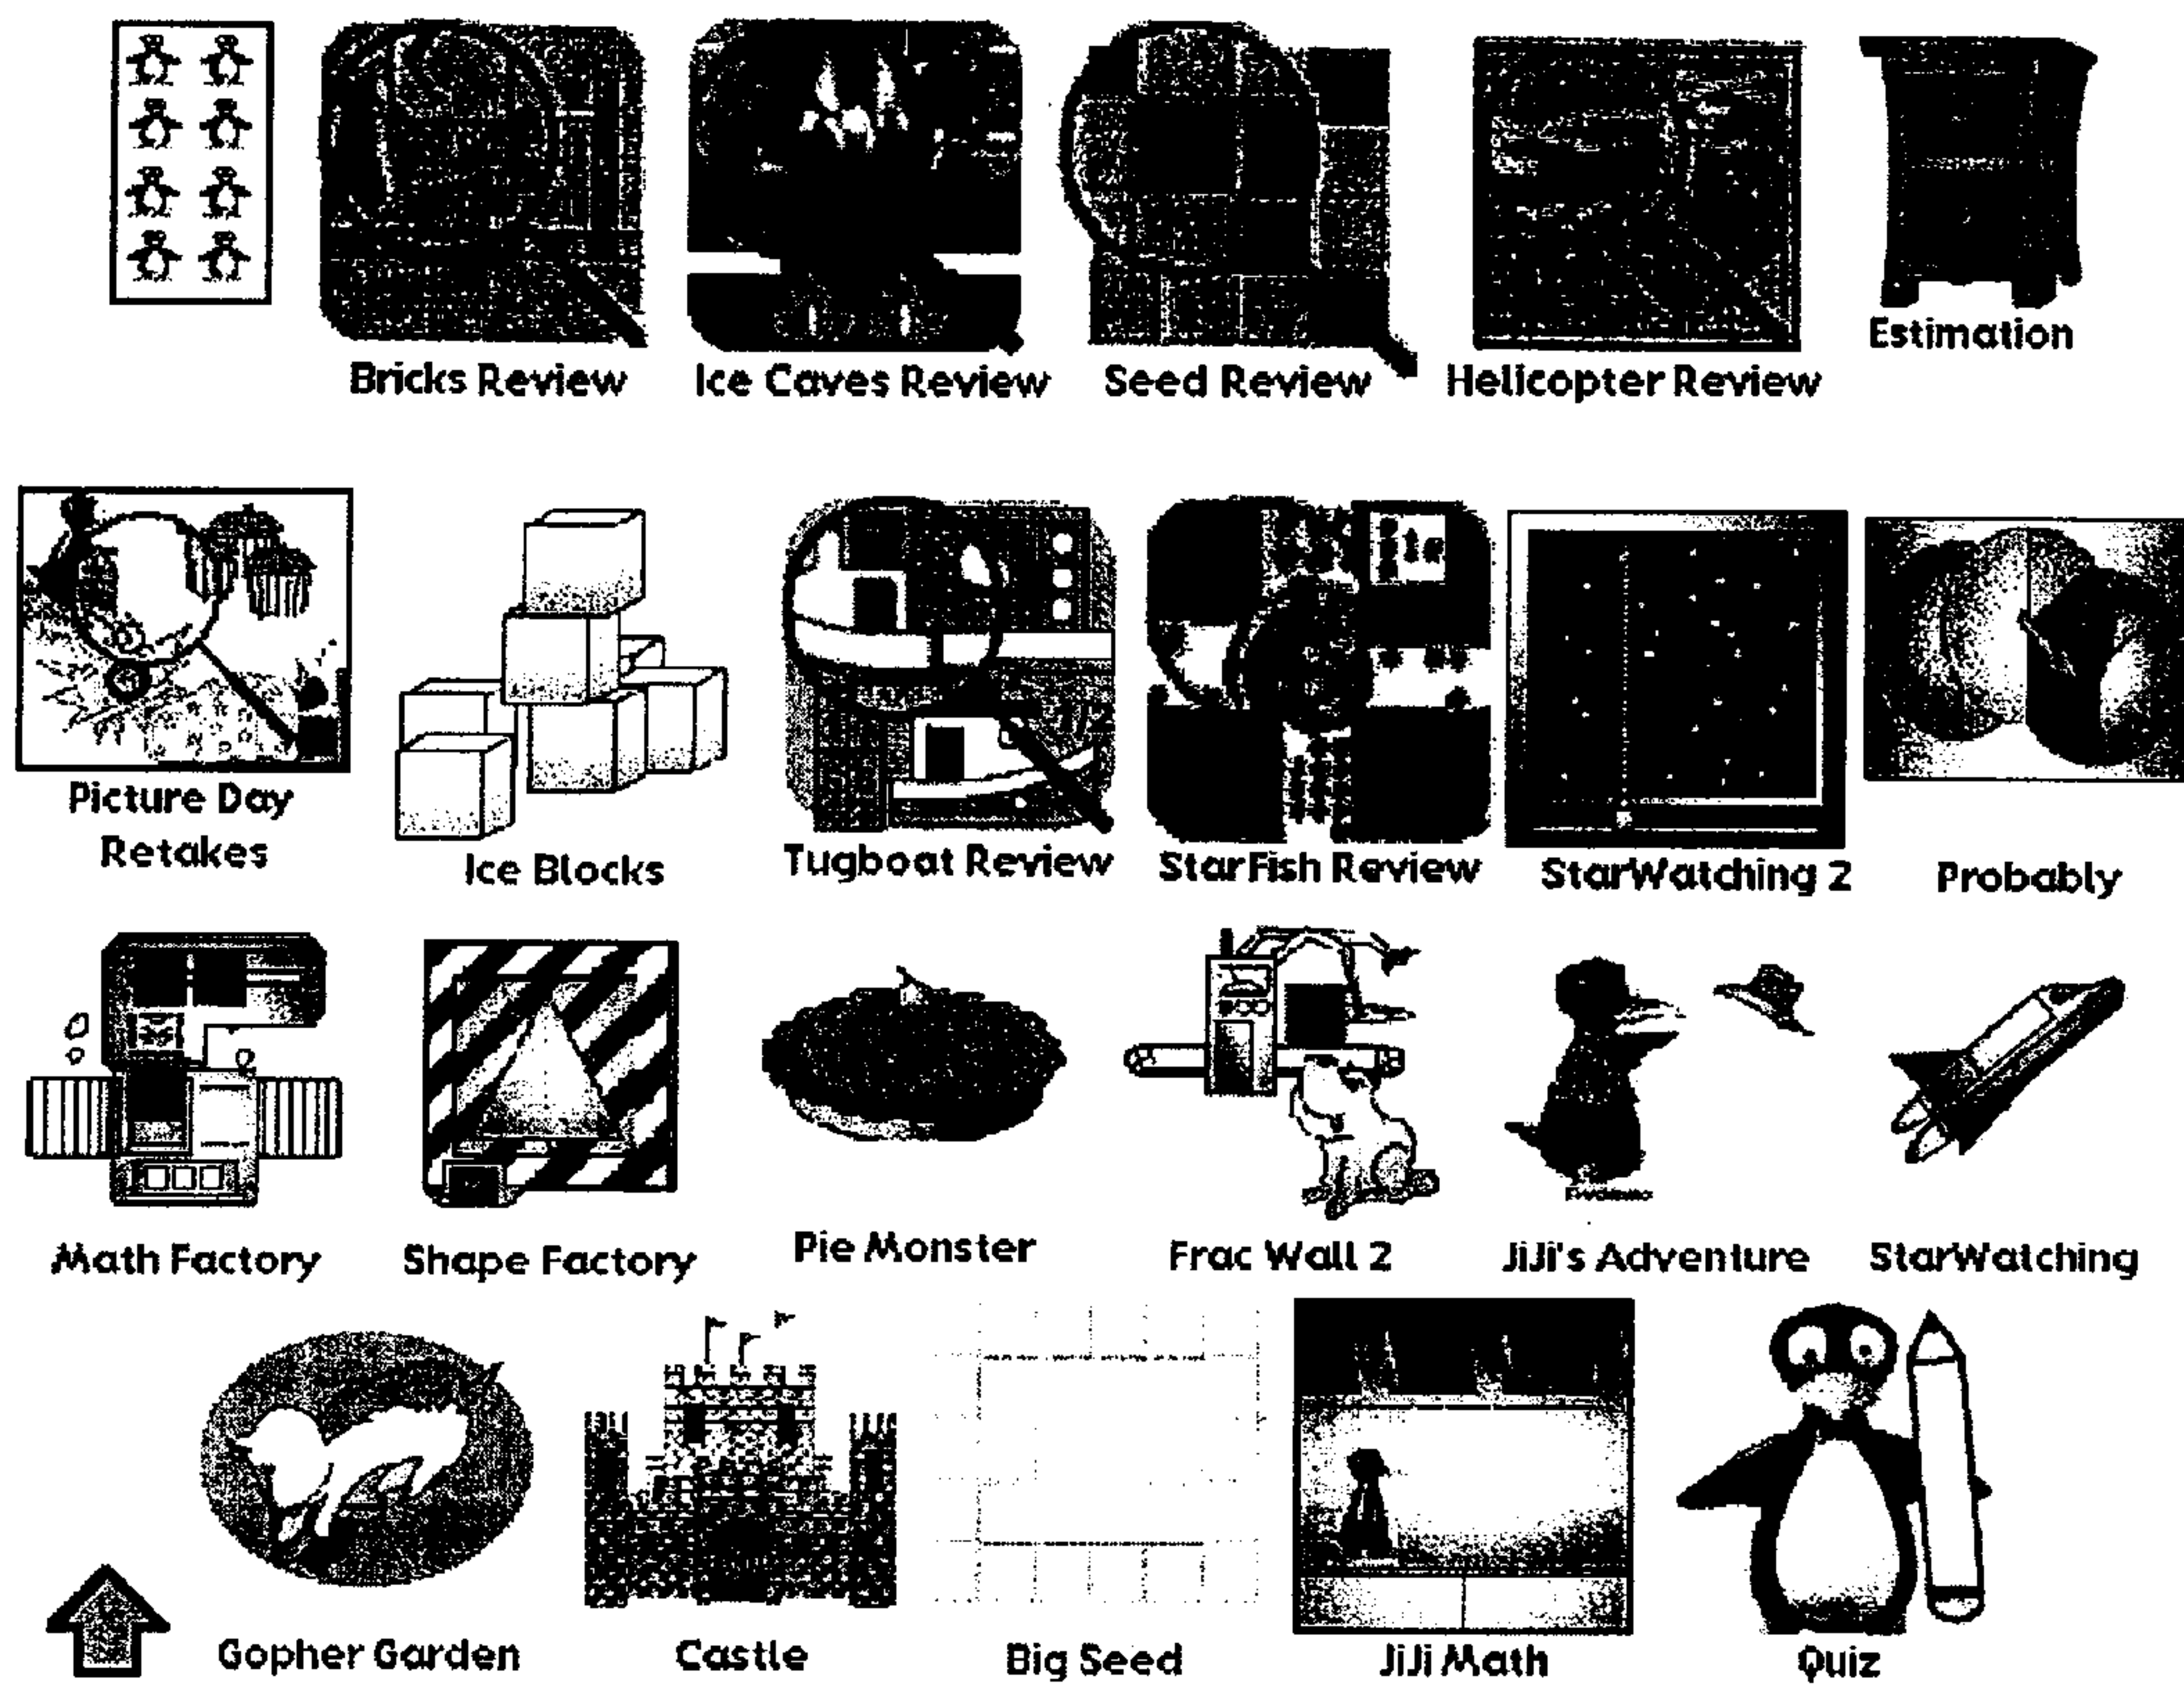 Bricks Review
Ice Caves Review
Seed Review
Helicopter Review
Estimation
Picture Day
Retakes
Ice Blocks
Tugboat Review
StarFish Review
StarWatching 2
Probably
Math Factory
Shape Factory
Pie Monster
Frac Wall 2
JiJi's Adventure
StarWatching
Gopher Garden
Castle
Big Seed
JiJi Math
Quiz